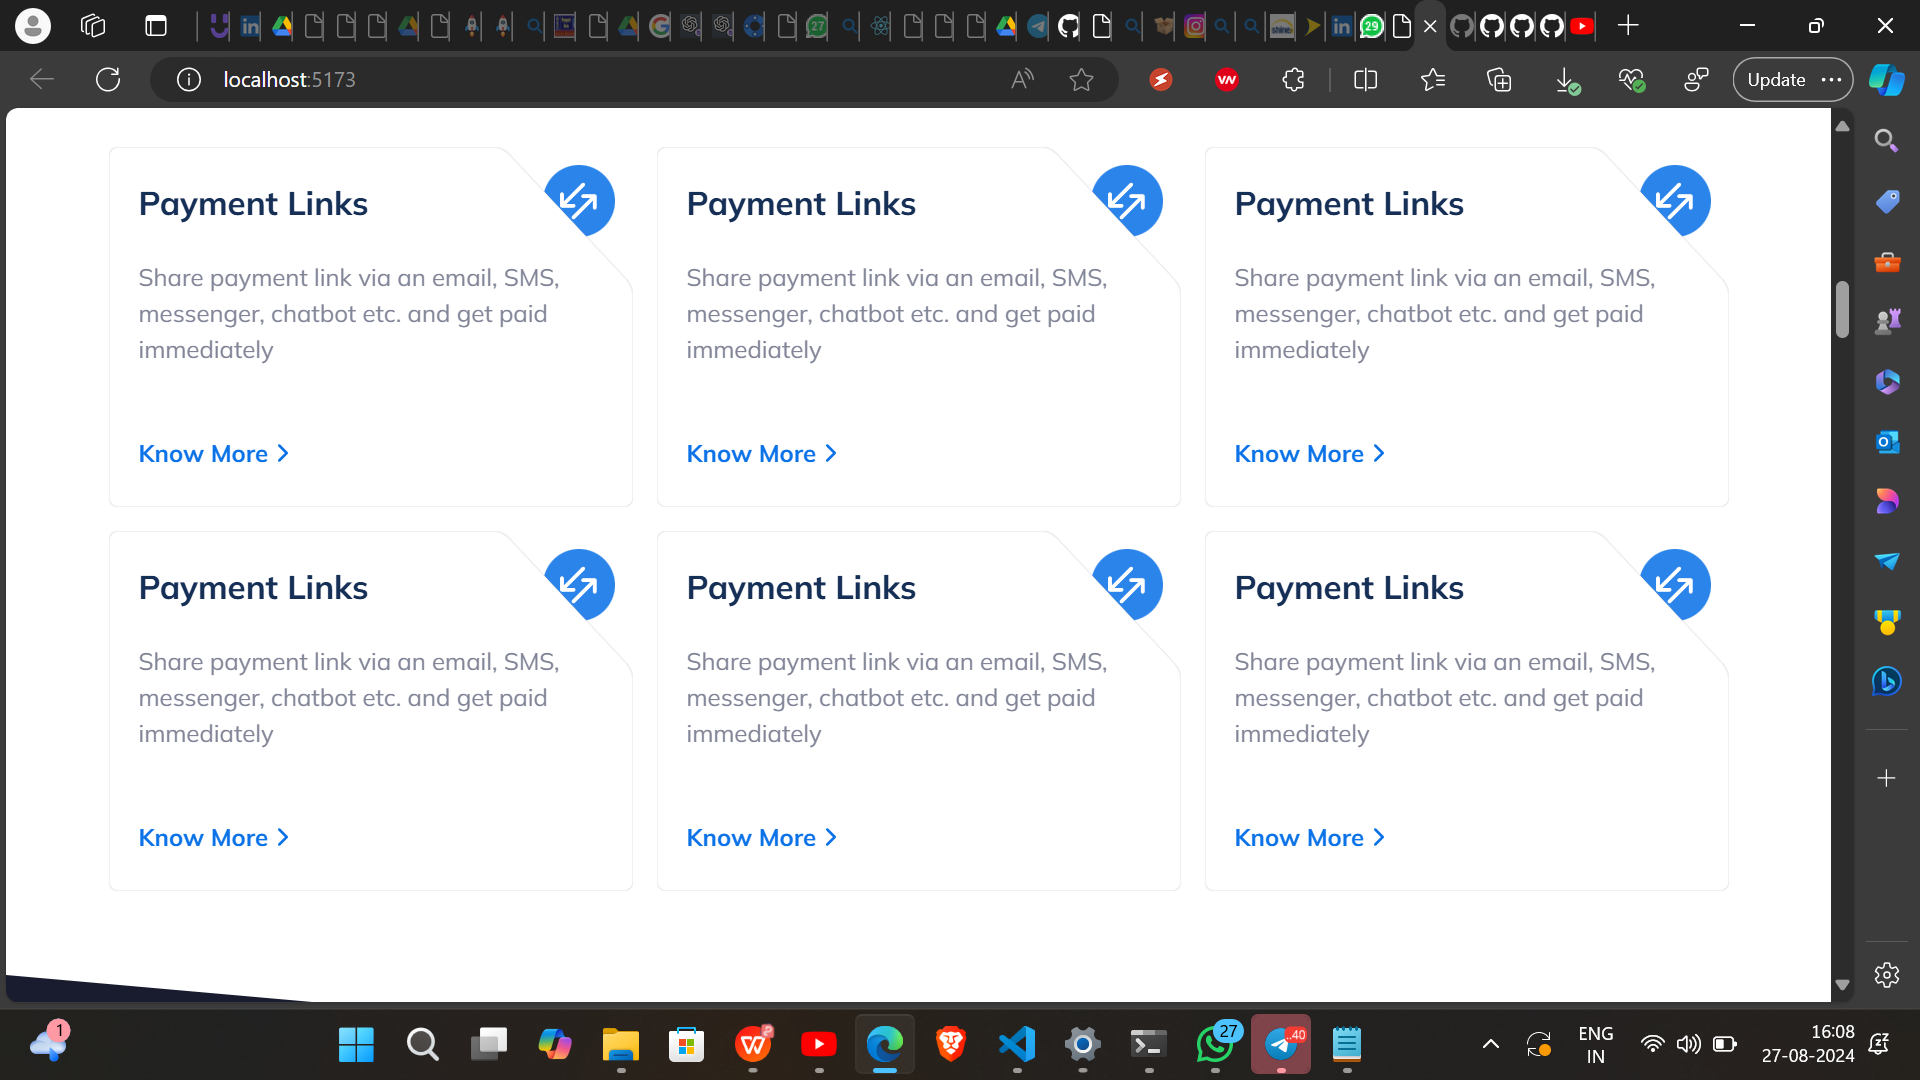 27
29
localhost:5173
Update
Payment Links
Share payment link via an email, SMS,
messenger, chatbot etc. and get paid
immediately
Know More
Payment Links
Share payment link via an email, SMS,
messenger, chatbot etc. and get paid
immediately
Know More
Payment Links
Share payment link via an email, SMS,
messenger, chatbot etc. and get paid
immediately
Know More
Payment Links
Share payment link via an email, SMS,
messenger, chatbot etc. and get paid
immediately
Know More
Payment Links
Share payment link via an email, SMS,
messenger, chatbot etc. and get paid
immediately
Know More
Payment Links
Share payment link via an email, SMS,
messenger, chatbot etc. and get paid
immediately
Know More
1
27
..40
ENG
IN
16:08
27-08-2024